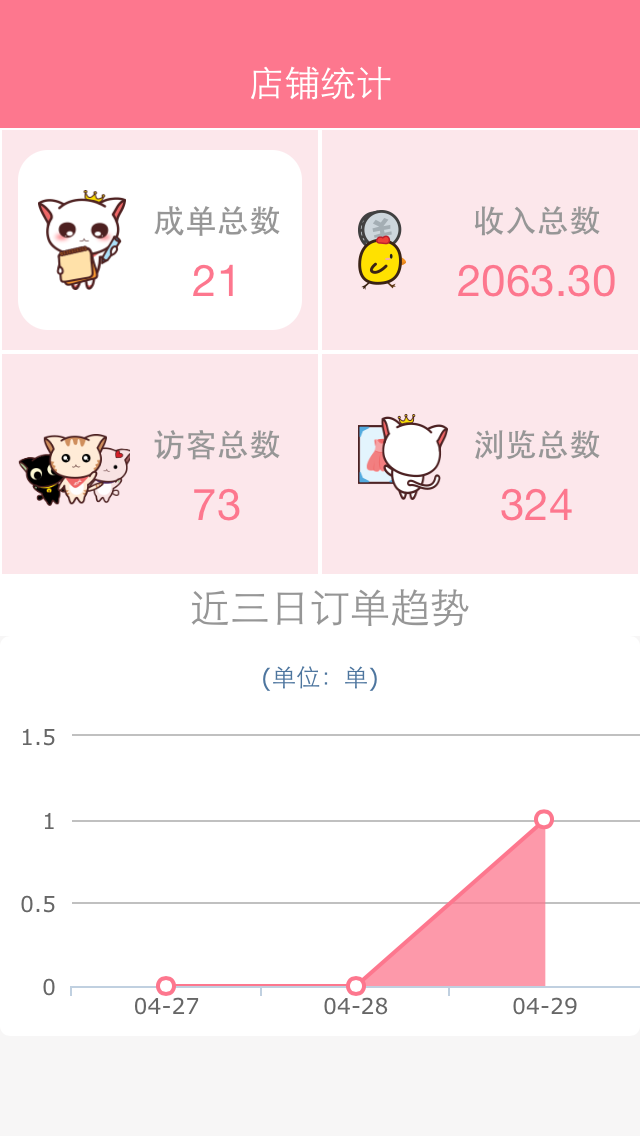 店铺统计
成单总数
21
收入总数
2063.30
访客总数
73
浏览总数
324
近三日订单趋势
(单位：单)
1.5
1
0.5
0
04-27 04-28 04-29